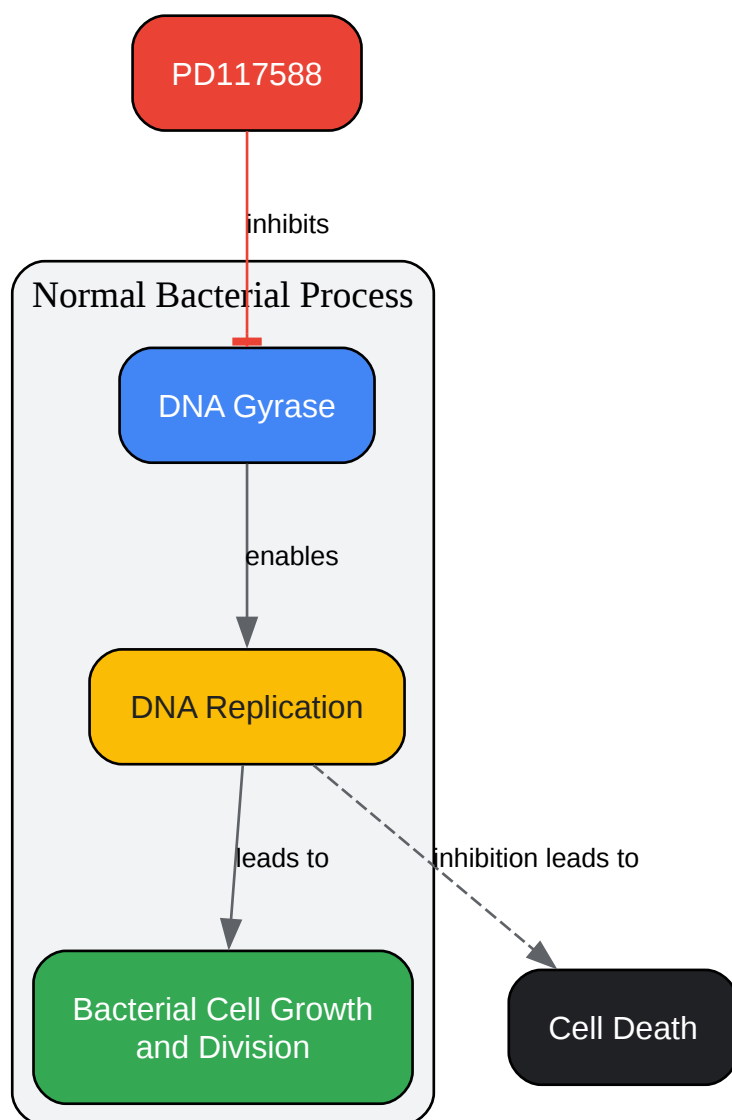 PD117588
inhibits
Normal Bacterial Process
DNA Gyrase
enables
DNA Replication
leads to
inhibition leads to
Bacterial Cell Growth
and Division
Cell Death